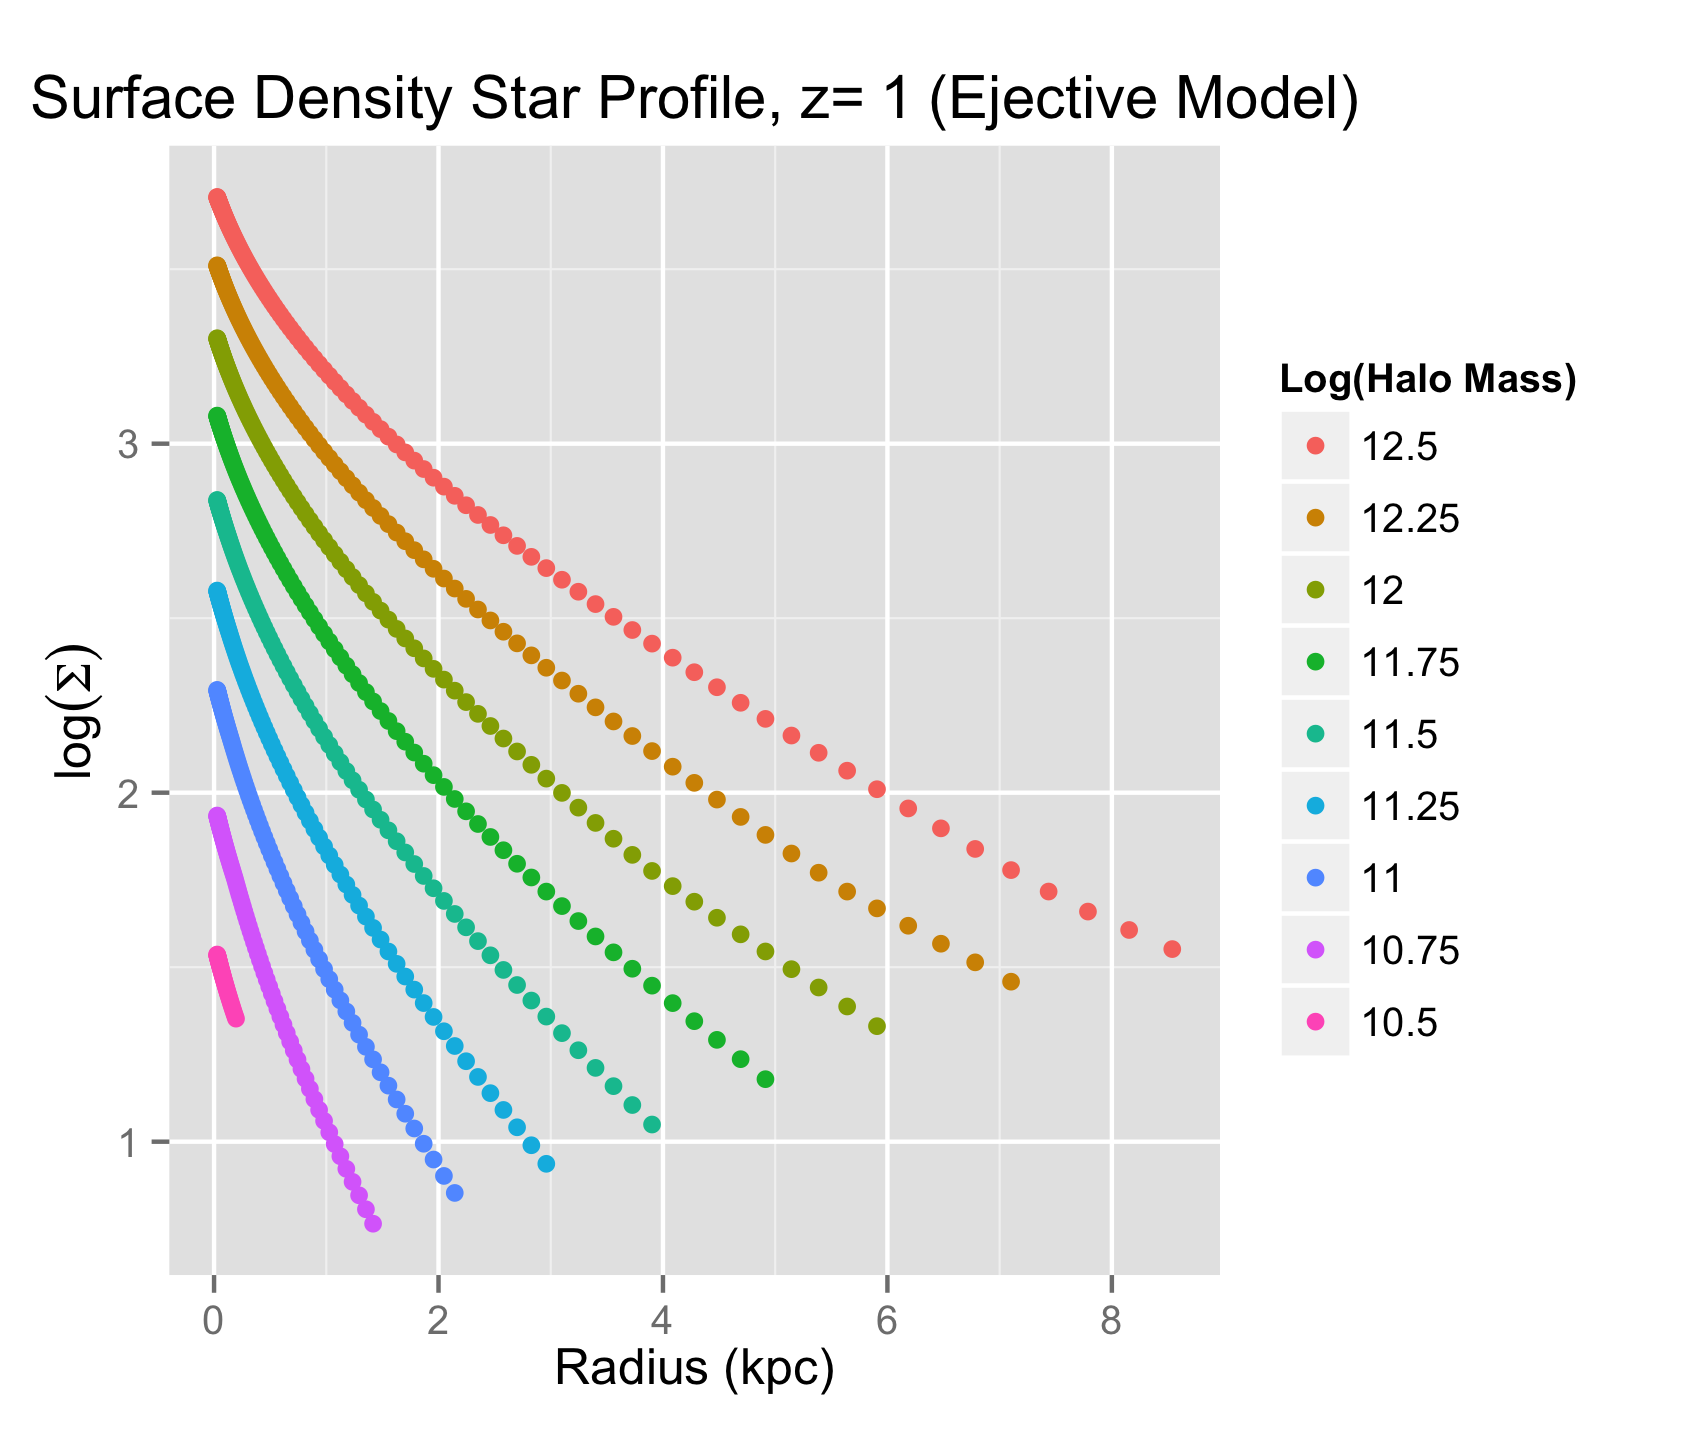 Surface Density Star Profile, z= 1 (Ejective Model)
log(Σ)
3
2
1
0 2 4 6 8
Radius (kpc)
Log(Halo Mass)
12.5
12.25
12
11.75
11.5
11.25
11
10.75
10.5